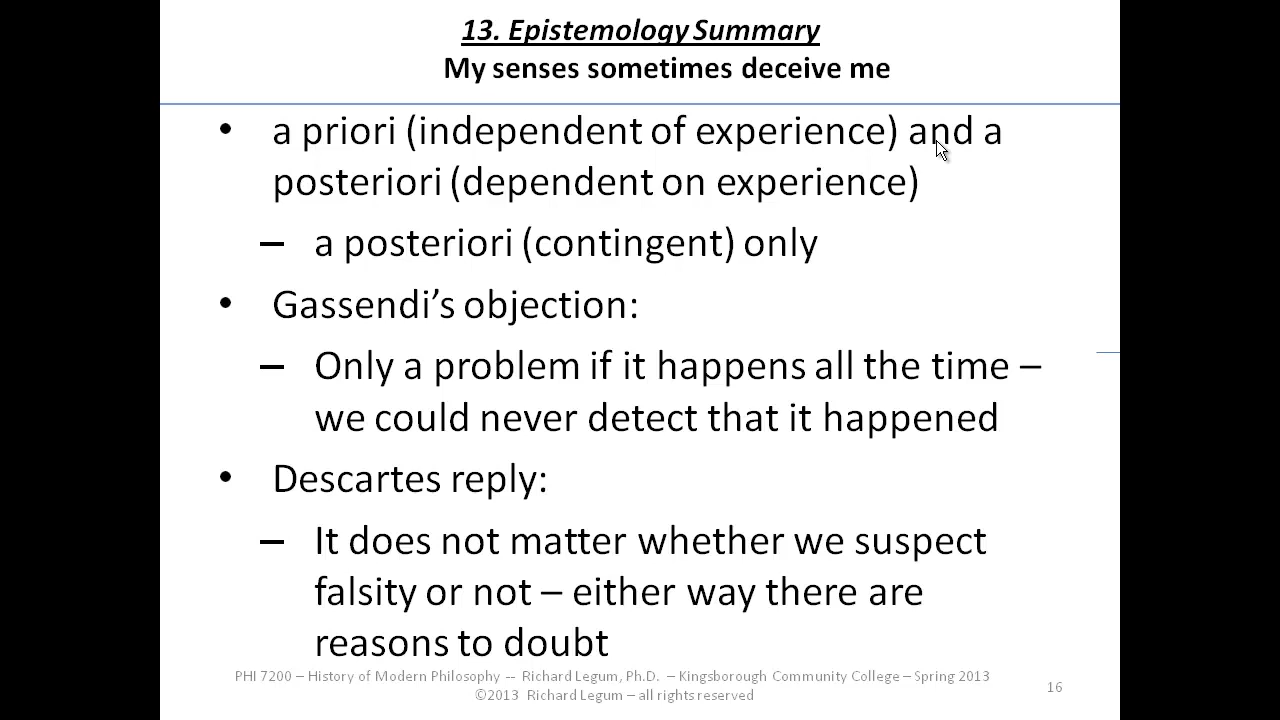 13. Epistemology Summary
My senses sometimes deceive me
• a priori (independent of experience) and a
posteriori (dependent on experience)
– a posteriori (contingent) only
• Gassendi’s objection:
– Only a problem if it happens all the time –
we could never detect that it happened
• Descartes reply:
– It does not matter whether we suspect
falsity or not – either way there are
reasons to doubt
PHI 7200 – History of Modern Philosophy -- Richard Legum, Ph.D. – Kingsborough Community College – Spring 2013
©2013 Richard Legum – all rights reserved
16